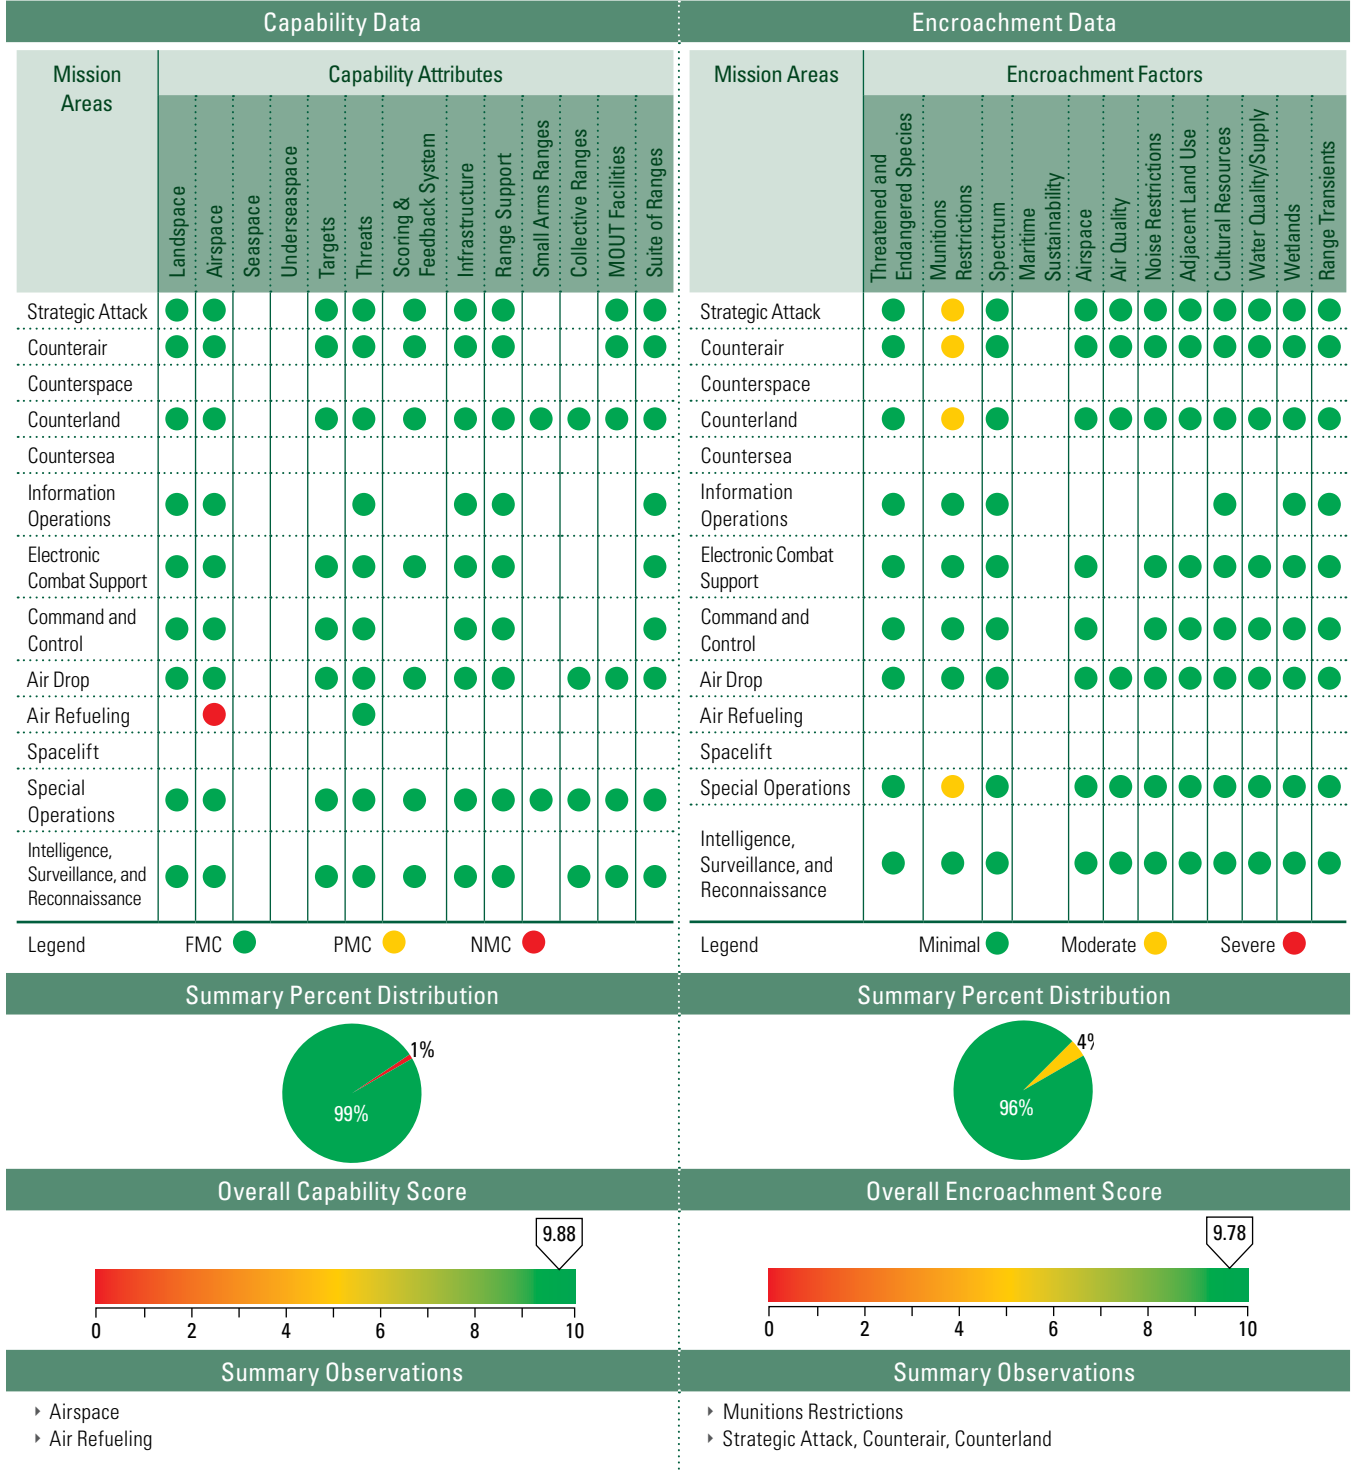 Capability Data
Mission
Areas
Capability Attributes
Landspace
Airspace
Seaspace
Underseaspace
Targets
Threats
Scoring &
Feedback System
Infrastructure
Range Support
Small Arms Ranges
Collective Ranges
MOUT Facilities
Suite of Ranges
Strategic Attack
Counterair
Counterspace
Counterland
Countersea
Information
Operations
Electronic
Combat Support
Command and
Control
Air Drop
Air Refueling
Spacelift
Special
Operations
Intelligence,
Surveillance, and
Reconnaissance
Legend
FMC
PMC
NMC
Summary Percent Distribution
1%
99%
Overall Capability Score
9.88
0
2
4
6
8
10
Summary Observations
‣ Airspace
‣ Air Refueling
Encroachment Data
Mission Areas
Encroachment Factors
Threatened and
Endangered Species
Munitions
Restrictions
Spectrum
Maritime
Sustainability
Airspace
Air Quality
Noise Restrictions
Adjacent Land Use
Cultural Resources
Water Quality/Supply
Wetlands
Range Transients
Strategic Attack
Counterair
Counterspace
Counterland
Countersea
Information
Operations
Electronic Combat
Support
Command and
Control
Air Drop
Air Refueling
Spacelift
Special Operations
Intelligence,
Surveillance, and
Reconnaissance
Legend
Minimal
Moderate
Severe
Summary Percent Distribution
4%
96%
Overall Encroachment Score
9.78
0
2
4
6
8
10
Summary Observations
‣ Munitions Restrictions
‣ Strategic Attack, Counterair, Counterland